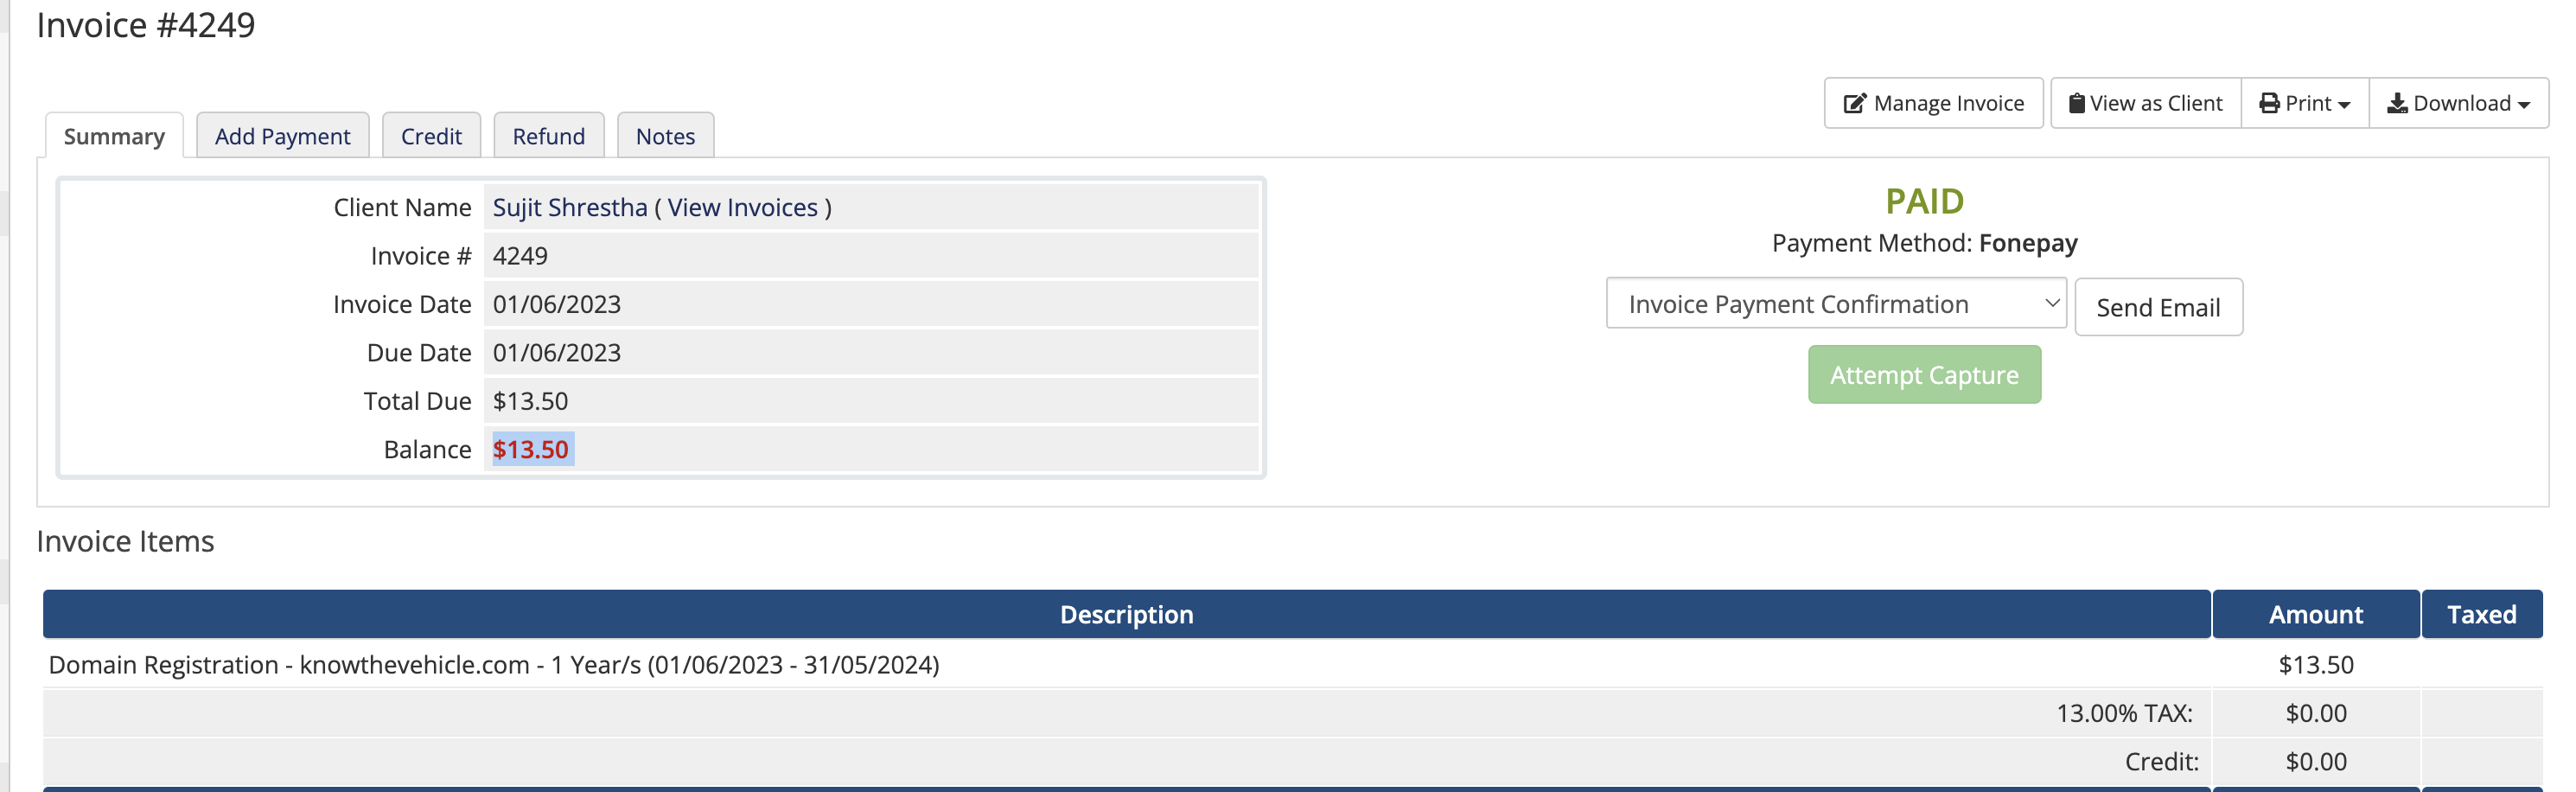 Invoice #4249
Manage Invoice View as Client Print Download
Summary Add Payment Credit Refund Notes
Client Name Sujit Shrestha ( View Invoices )
Invoice # 4249
Invoice Date 01/06/2023
Due Date 01/06/2023
Total Due $13.50
Balance $13.50
PAID
Payment Method: Fonepay
Invoice Payment Confirmation Send Email
Attempt Capture
Invoice Items
Description Amount Taxed
Domain Registration - knowthevehicle.com - 1 Year/s (01/06/2023 - 31/05/2024) $13.50
13.00% TAX: $0.00
Credit: $0.00